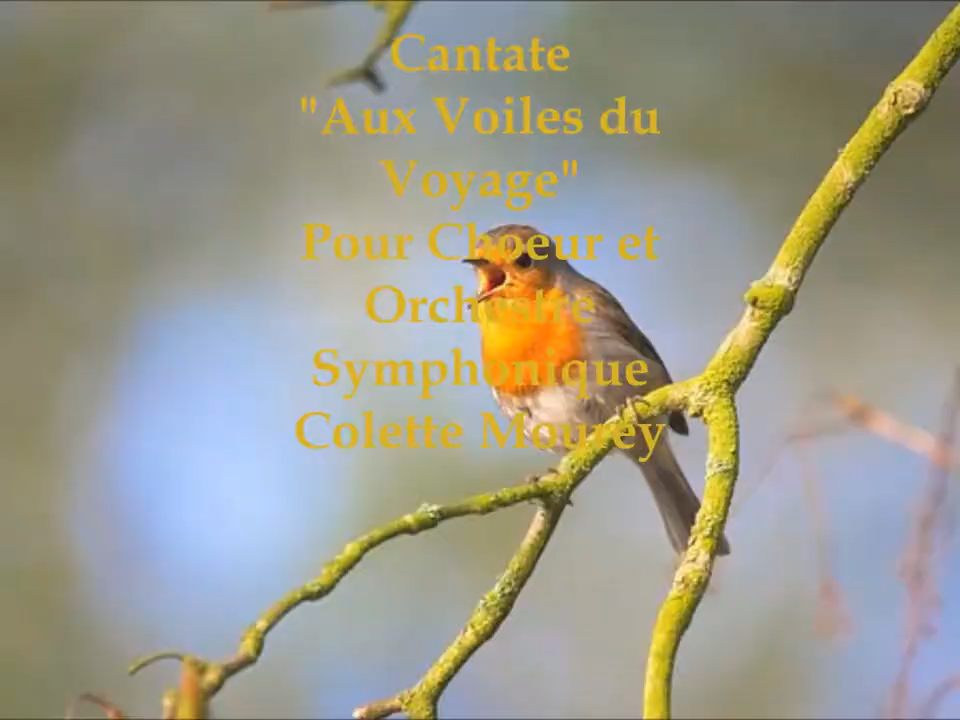 Cantate
"Aux Voiles du
Voyage"
Pour Choeur et
Orchestre
Symphonique
Colette Mourey